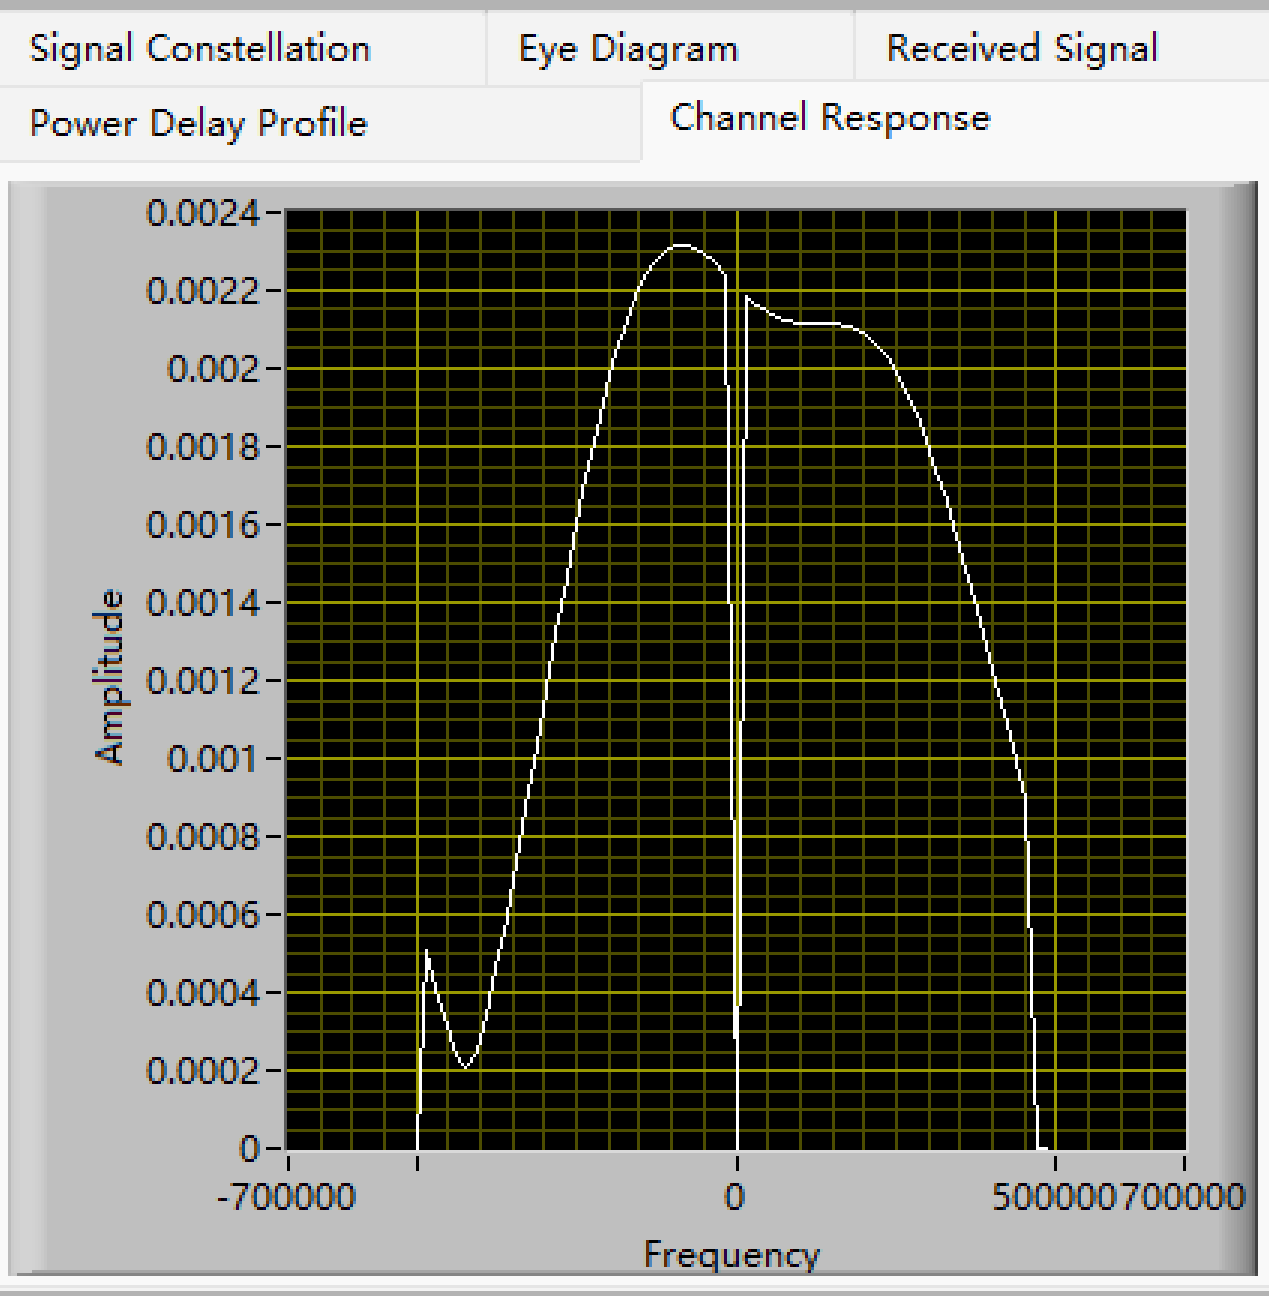 Signal Constellation
Eye Diagram
Received Signal
Power Delay Profile
Channel Response
0.0024
0.0022
0.002
0.0018
0.0016
0.0014
0.0012
0.001
0.0008
0.0006
0.0004
0.0002
0
Amplitude
-700000
0
500000
700000
Frequency